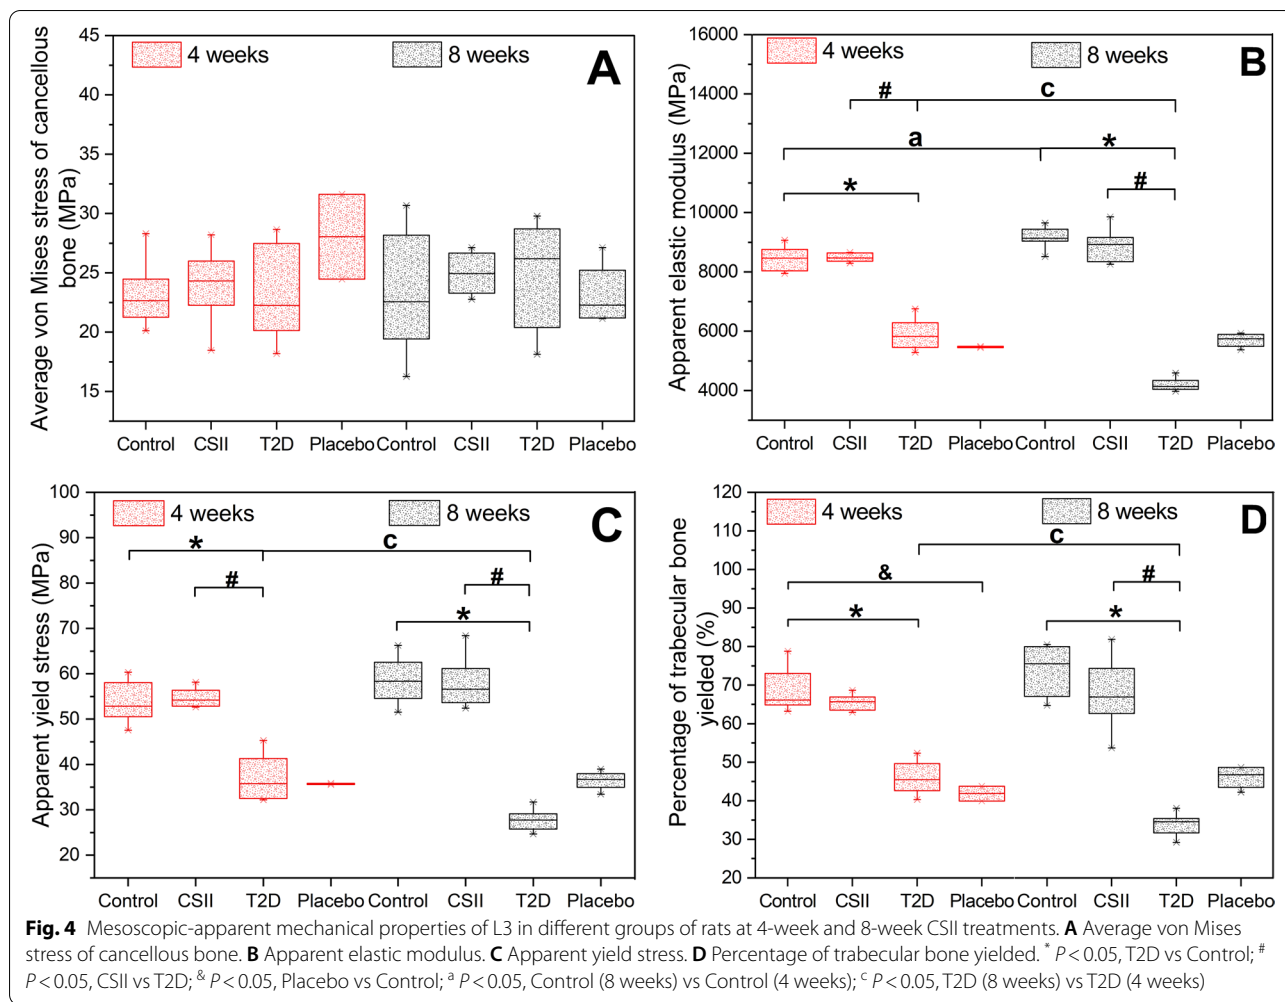 4 weeks
8 weeks
A
Average von Mises stress of cancellous
bone (MPa)
45
40
35
30
25
20
15
Control CSII T2D Placebo Control CSII T2D Placebo
4 weeks
8 weeks
B
Apparent elastic modulus (MPa)
16000
14000
12000
10000
8000
6000
4000
# c
a *
* #
Control CSII T2D Placebo Control CSII T2D Placebo
4 weeks
8 weeks
C
Apparent yield stress (MPa)
100
90
80
70
60
50
40
30
20
* c
# #
*
Control CSII T2D Placebo Control CSII T2D Placebo
4 weeks
8 weeks
D
Percentage of trabecular bone
yielded (%)
120
110
100
90
80
70
60
50
40
30
20
c
& #
* *
Control CSII T2D Placebo Control CSII T2D Placebo
Fig. 4 Mesoscopic-apparent mechanical properties of L3 in different groups of rats at 4-week and 8-week CSII treatments. A Average von Mises
stress of cancellous bone. B Apparent elastic modulus. C Apparent yield stress. D Percentage of trabecular bone yielded. * P < 0.05, T2D vs Control; #
P < 0.05, CSII vs T2D; & P < 0.05, Placebo vs Control; a P < 0.05, Control (8 weeks) vs Control (4 weeks); c P < 0.05, T2D (8 weeks) vs T2D (4 weeks)